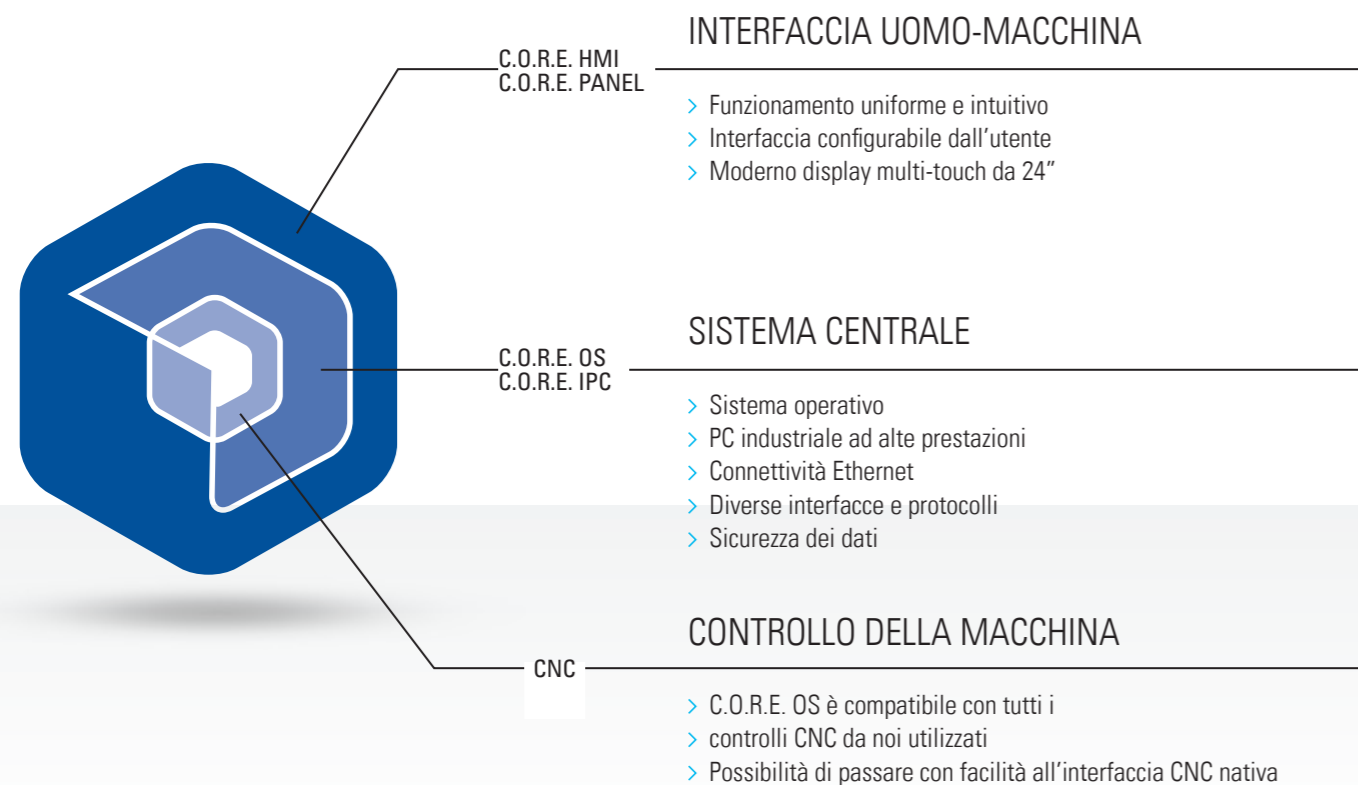 INTERFACCIA UOMO-MACCHINA
C.O.R.E. HMI
C.O.R.E. PANEL
> Funzionamento uniforme e intuitivo
> Interfaccia configurabile dall’utente
> Moderno display multi-touch da 24”
SISTEMA CENTRALE
C.O.R.E. OS
C.O.R.E. IPC
> Sistema operativo
> PC industriale ad alte prestazioni
> Connettività Ethernet
> Diverse interfacce e protocolli
> Sicurezza dei dati
CONTROLLO DELLA MACCHINA
CNC
> C.O.R.E. OS è compatibile con tutti i
> controlli CNC da noi utilizzati
> Possibilità di passare con facilità all’interfaccia CNC nativa